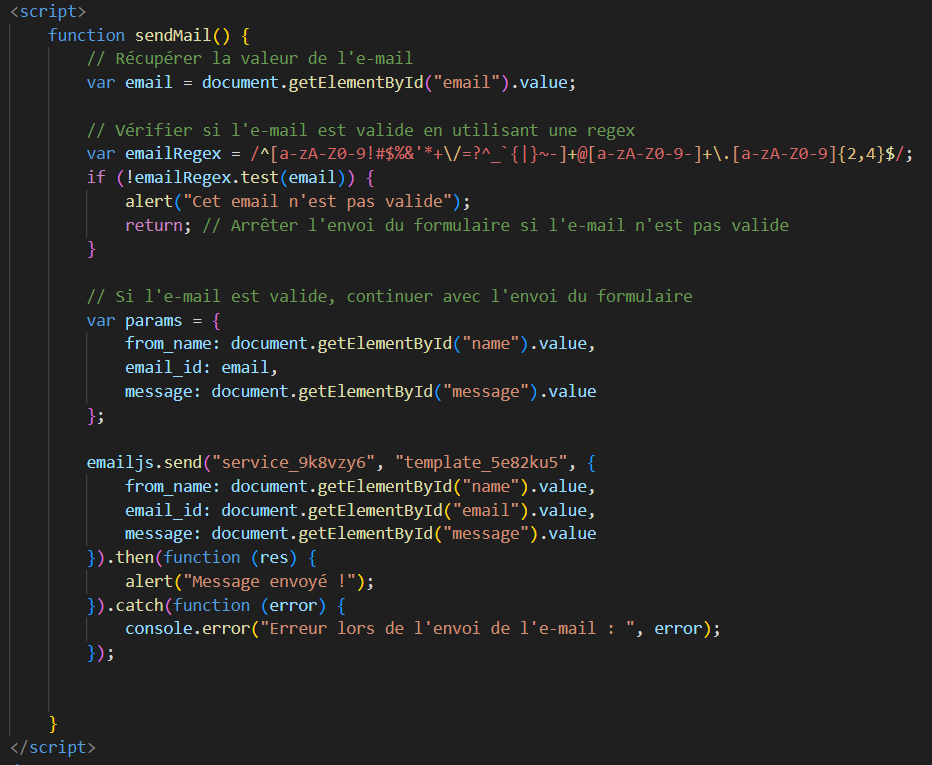 <script>
function sendMail() {
// Récupérer la valeur de l'e-mail
var email = document.getElementById("email").value;
// Vérifier si l'e-mail est valide en utilisant une regex
var emailRegex = /^[a-zA-Z0-9!#$%&'*+\/=?^_`{|}~-]+@[a-zA-Z0-9-]+\.[a-zA-Z0-9]{2,4}$/;
if (!emailRegex.test(email)) {
alert("Cet email n'est pas valide");
return; // Arrêter l'envoi du formulaire si l'e-mail n'est pas valide
}
// Si l'e-mail est valide, continuer avec l'envoi du formulaire
var params = {
from_name: document.getElementById("name").value,
email_id: email,
message: document.getElementById("message").value
};
emailjs.send("service_9k8vzy6", "template_5e82ku5", {
from_name: document.getElementById("name").value,
email_id: document.getElementById("email").value,
message: document.getElementById("message").value
}).then(function (res) {
alert("Message envoyé !");
}).catch(function (error) {
console.error("Erreur lors de l'envoi de l'e-mail : ", error);
});
}
</script>